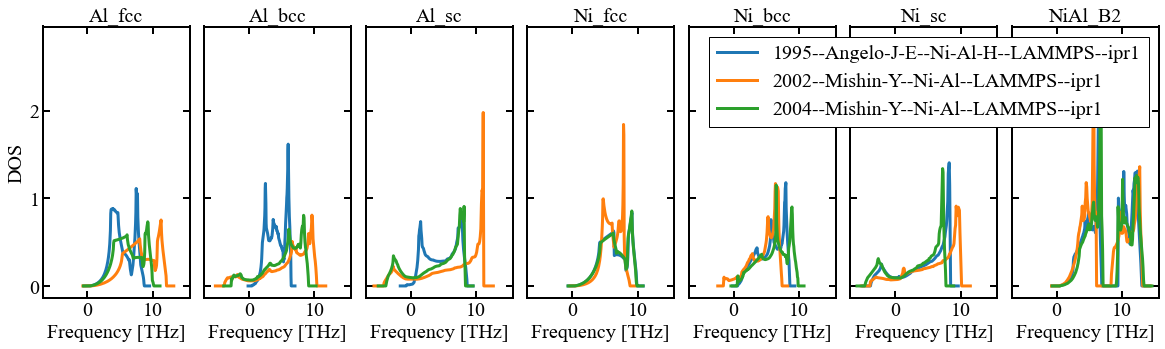 Al_fcc Al_bcc Al_sc Ni_fcc Ni_bcc Ni_sc NiAl_B2
1995--Angelo-J-E--Ni-Al-H--LAMMPS--ipr1
2002--Mishin-Y--Ni-Al--LAMMPS--ipr1
2004--Mishin-Y--Ni-Al--LAMMPS--ipr1
DOS
2
1
0
0 10 0 10 0 10 0 10 0 10 0 10 0 10
Frequency [THz] Frequency [THz] Frequency [THz] Frequency [THz] Frequency [THz] Frequency [THz] Frequency [THz]